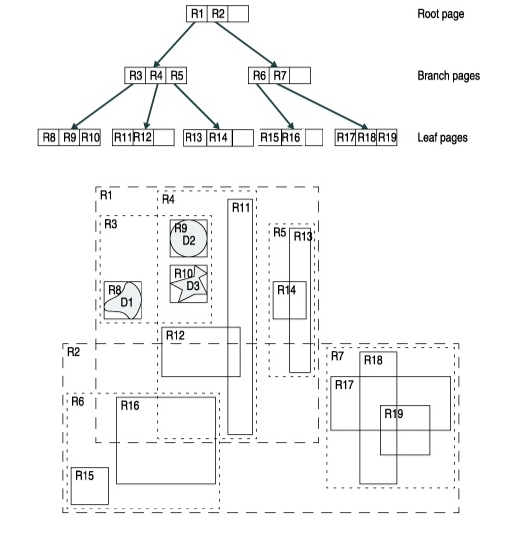 R1 R2 Root page
R3 R4 R5 R6 R7 Branch pages
R8 R9 R10 R11 R12 R13 R14 R15 R16 R17 R18 R19 Leaf pages
R1
R4
R11
R3
R9
D2
R5
R13
R10
D3
R8
D1
R14
R12
R2
R7
R18
R17
R6
R16
R19
R15